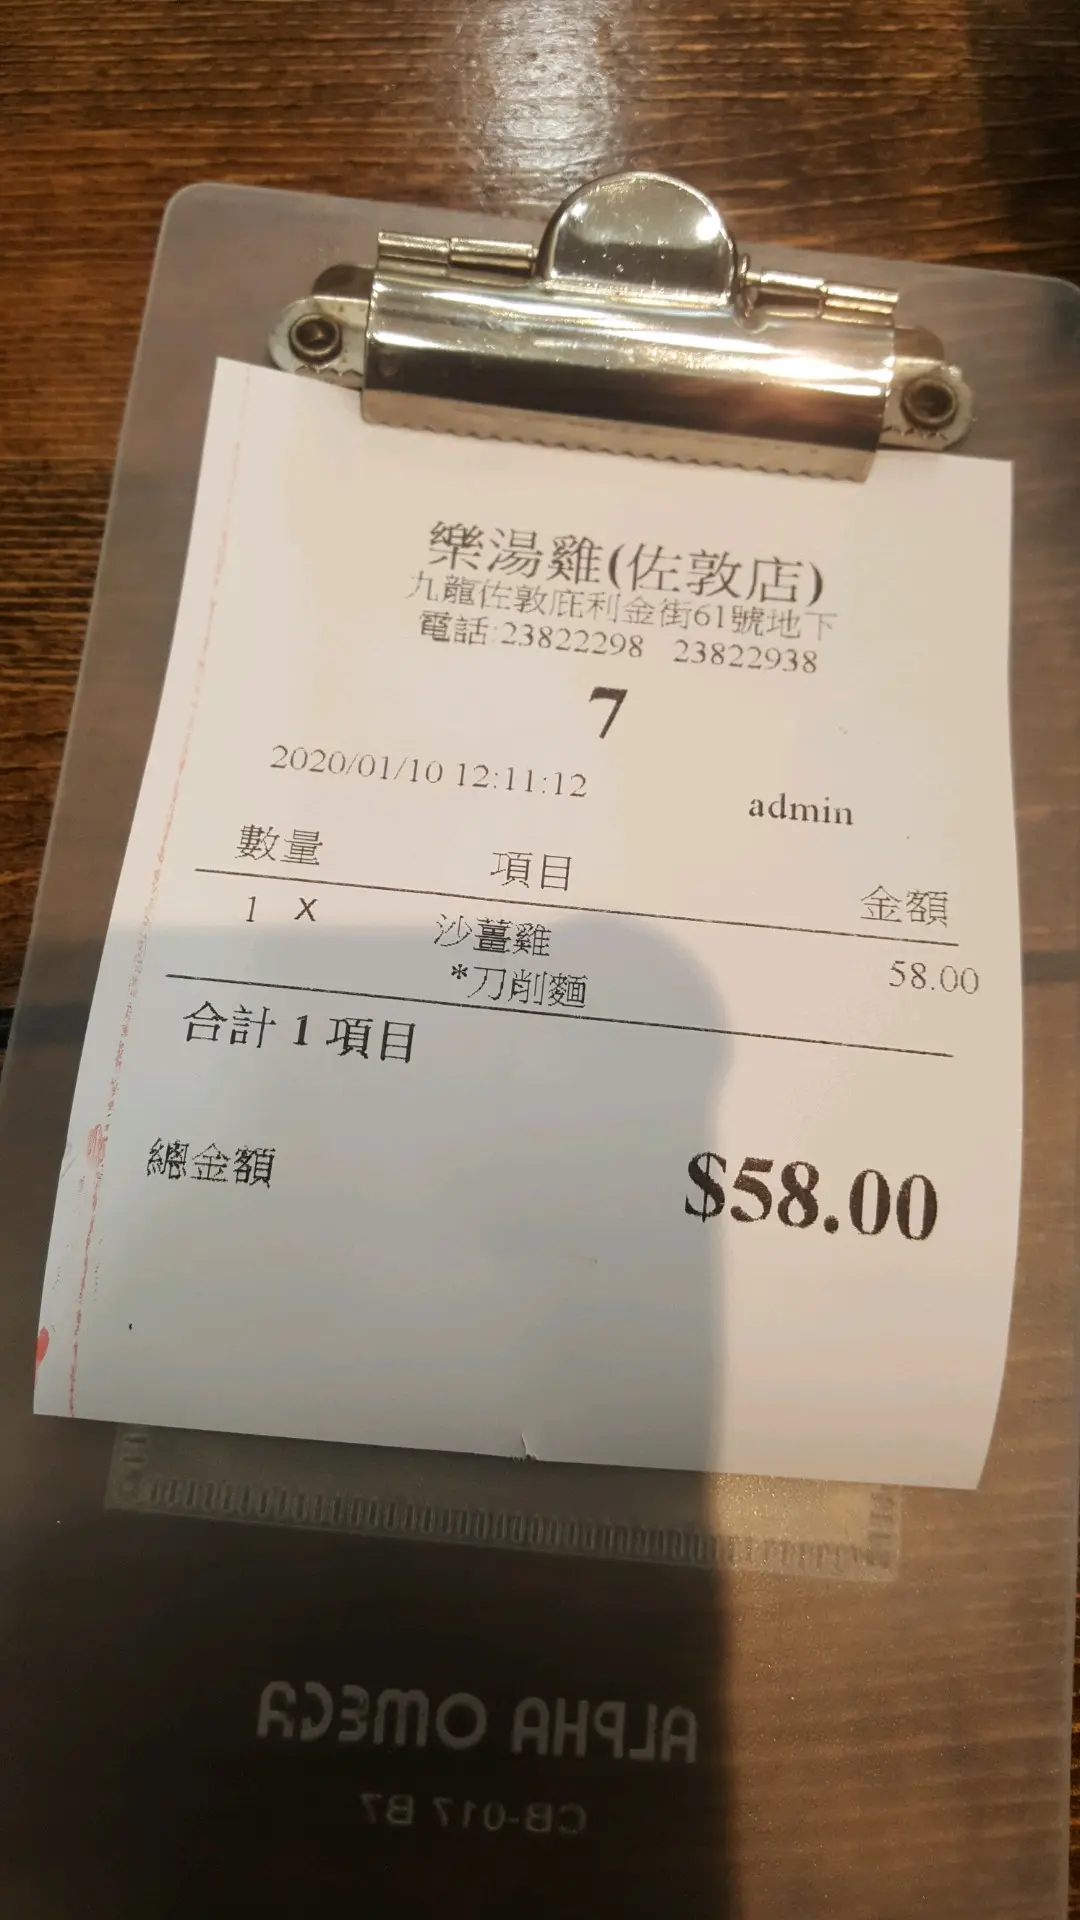 樂湯雞(佐敦店)
九龍佐敦庇利金街61號地下
電話:23822298 23822938
7
2020/01/10 12:11:12 admin
數量 項目 金額
1 X 沙薑雞 58.00
*刀削麵
合計 1 項目
總金額 $58.00
ALPHA OMEGA
CB-017 B7